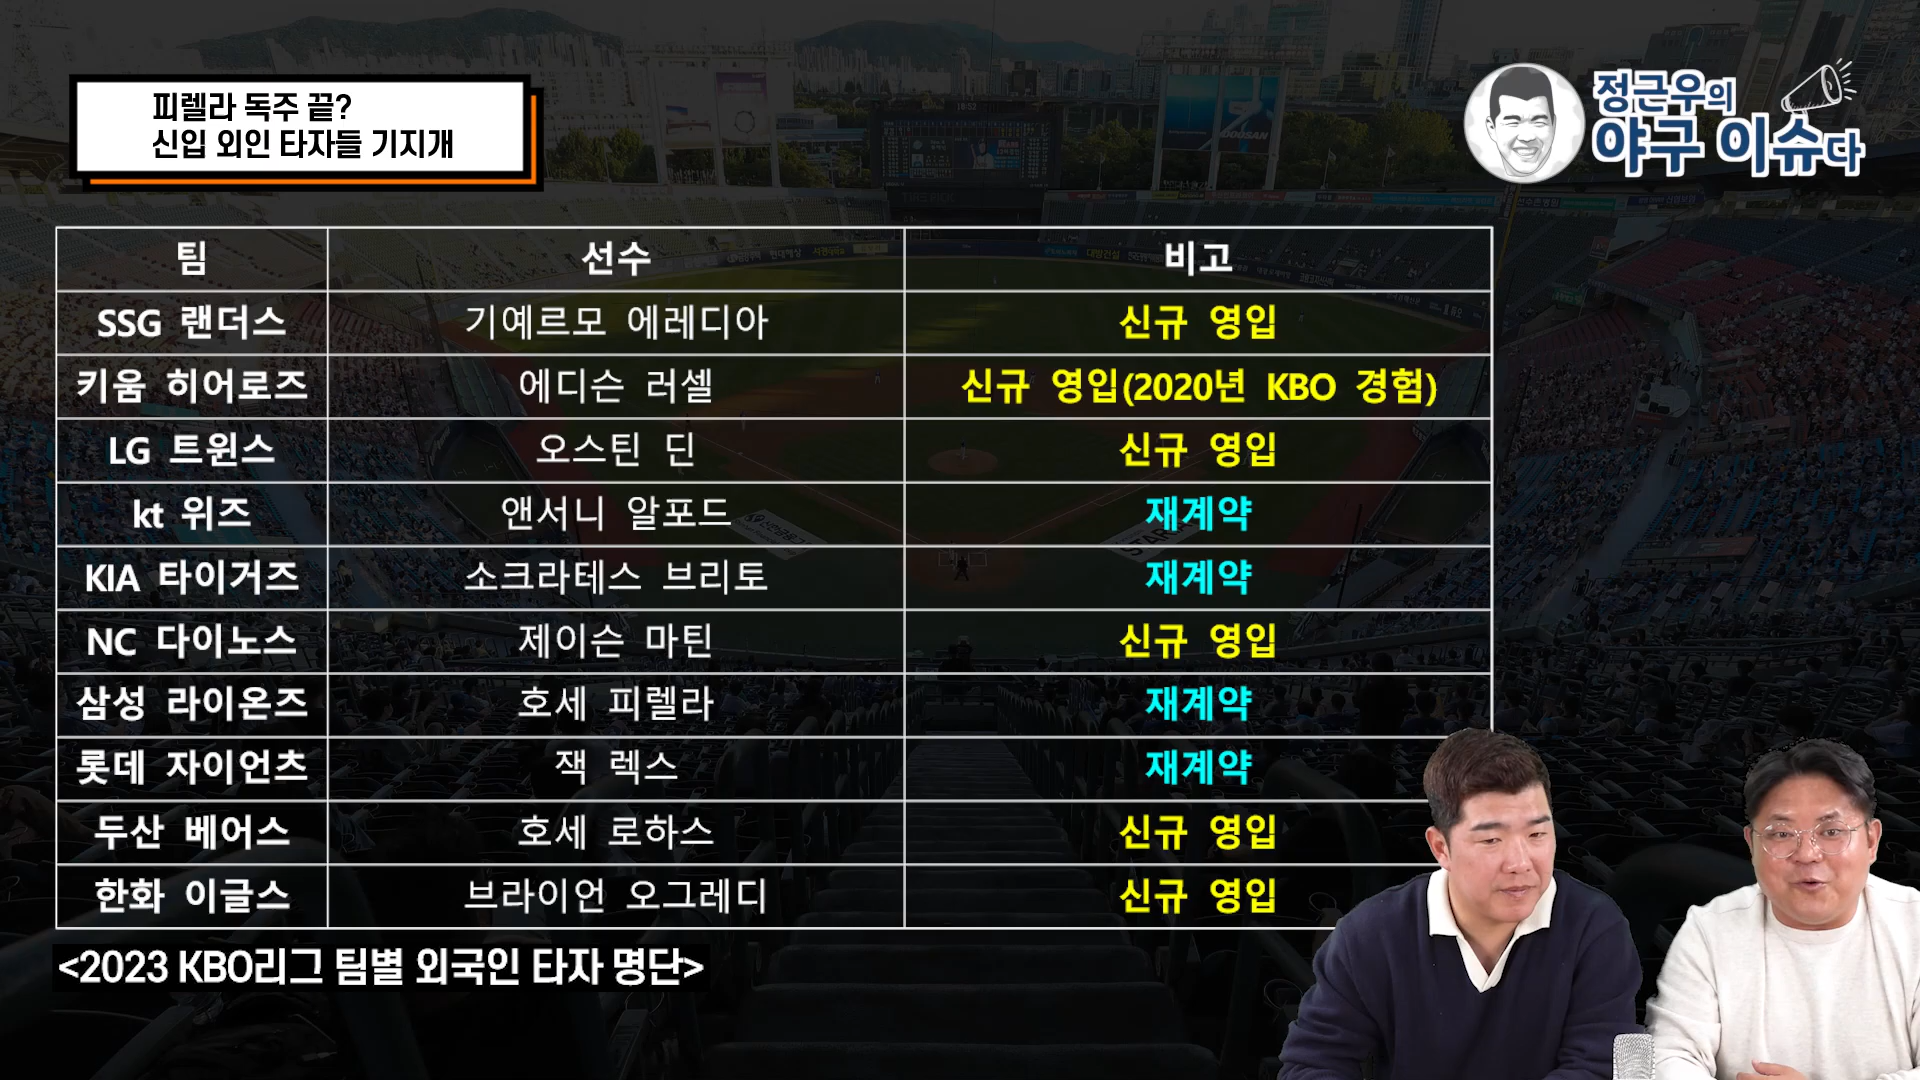 피렐라 독주 끝?
신입 외인 타자들 기지개
정근우의
야구 이슈다
팀 선수 비고
SSG 랜더스 기예르모 에레디아 신규 영입
키움 히어로즈 에디슨 러셀 신규 영입(2020년 KBO 경험)
LG 트윈스 오스틴 딘 신규 영입
kt 위즈 앤서니 알포드 재계약
KIA 타이거즈 소크라테스 브리토 재계약
NC 다이노스 제이슨 마틴 신규 영입
삼성 라이온즈 호세 피렐라 재계약
롯데 자이언츠 잭 렉스 재계약
두산 베어스 호세 로하스 신규 영입
한화 이글스 브라이언 오그레디 신규 영입
<2023 KBO리그 팀별 외국인 타자 명단>